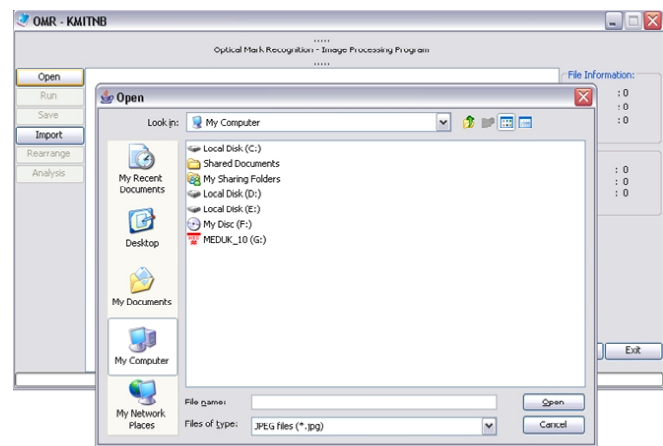 OMR - KMITNB
.....
Optical Mark Recognition - Image Processing Program
.....
Open
Run
Save
Import
Rearrange
Analysis
File Information:
: 0
: 0
: 0
: 0
: 0
: 0
Exit
Open
Look in:
My Computer
My Recent
Documents
Desktop
My Documents
My Computer
My Network
Places
Local Disk (C:)
Shared Documents
My Sharing Folders
Local Disk (D:)
Local Disk (E:)
My Disc (F:)
MEDUK_10 (G:)
File name:
Open
Files of type:
JPEG files (*.jpg)
Cancel